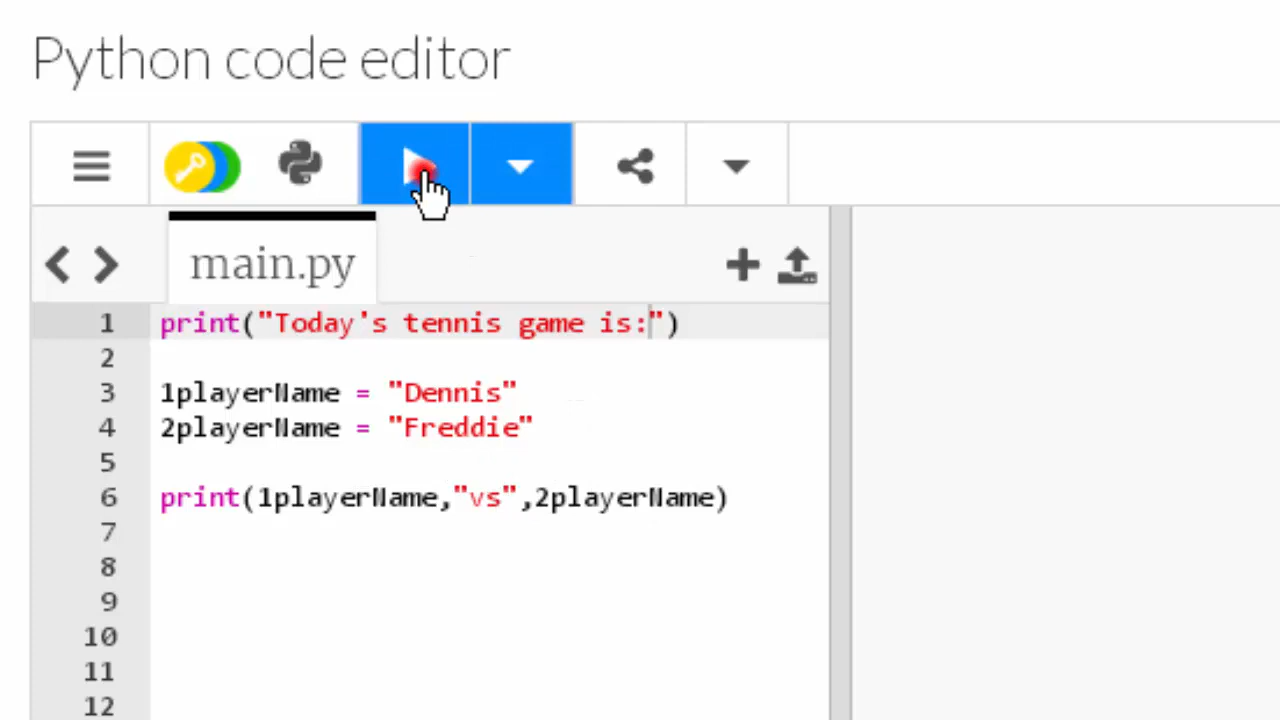 Python code editor
main.py
1 print("Today's tennis game is:")
2
3 1playerName = "Dennis"
4 2playerName = "Freddie"
5
6 print(1playerName,"vs",2playerName)
7
8
9
10
11
12